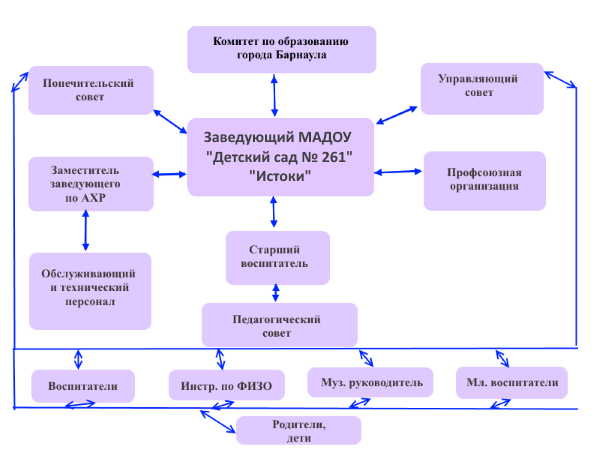 Комитет по образованию
города Барнаула
Попечительский
совет
Управляющий
совет
Заведующий МАДОУ
"Детский сад № 261"
"Истоки"
Заместитель
заведующего
по АХР
Профсоюзная
организация
Старший
воспитатель
Обслуживающий
и технический
персонал
Педагогический
совет
Воспитатели
Инстр. по ФИЗО
Муз. руководитель
Мл. воспитатели
Родители,
дети